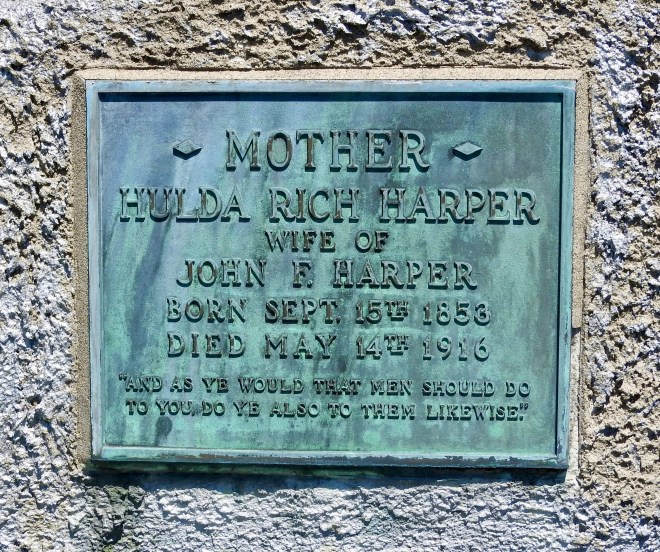 MOTHER
HULDA RICH HARPER
WIFE OF
JOHN F. HARPER
BORN SEPT. 15TH 1853
DIED MAY 14TH 1916
"AND AS YE WOULD THAT MEN SHOULD DO
TO YOU, DO YE ALSO TO THEM LIKEWISE."